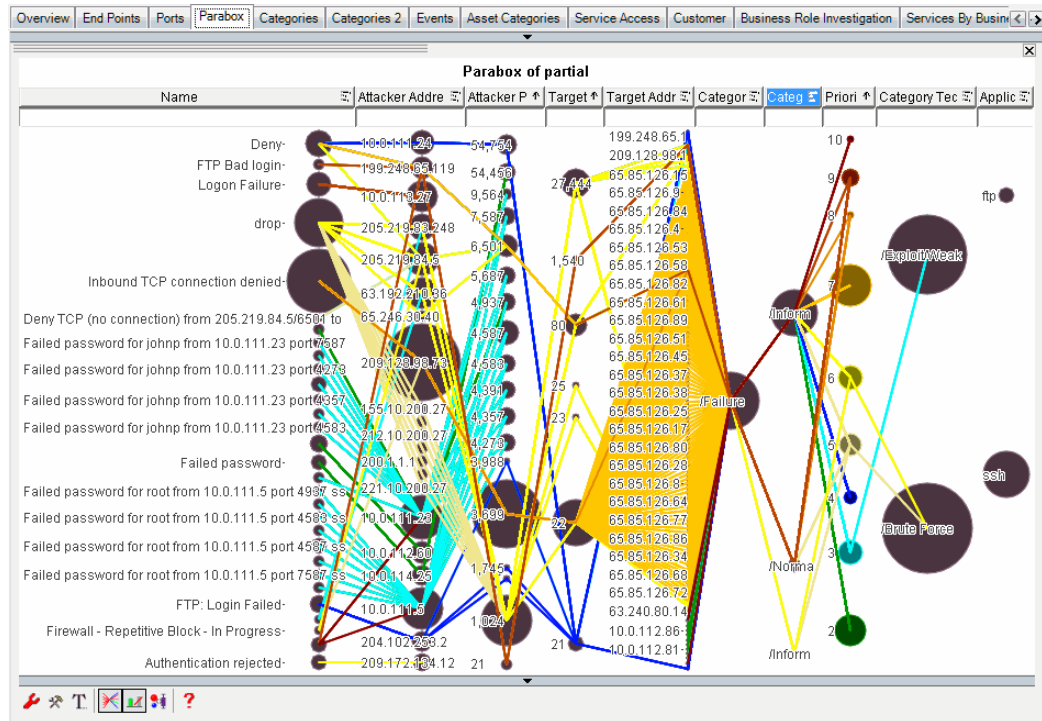 Overview End Points Ports Parabox Categories Categories 2 Events Asset Categories Service Access Customer Business Role Investigation Services By Busine
Parabox of partial
Name Attacker Addre Attacker P Target Target Addr Categor Categ Priori Category Tec Applic
Deny
FTP Bad login
Logon Failure
drop
Inbound TCP connection denied
Deny TCP (no connection) from 205.219.84.5/6501 to
Failed password for johnp from 10.0.111.23 port 7587
Failed password for johnp from 10.0.111.23 port 4273
Failed password for johnp from 10.0.111.23 port 4357
Failed password for johnp from 10.0.111.23 port 4583
Failed password
Failed password for root from 10.0.111.5 port 4937 ss
Failed password for root from 10.0.111.5 port 4583 ss
Failed password for root from 10.0.111.5 port 4587 ss
Failed password for root from 10.0.111.5 port 7587 ss
FTP: Login Failed
Firewall - Repetitive Block - In Progress
Authentication rejected
10.0.111.24
199.248.65.119
10.0.113.27
205.219.83.248
205.219.84.5
63.192.210.36
65.246.30.40
209.128.98.73
155.10.200.27
212.10.200.27
200.1.1.1
221.10.200.27
10.0.111.23
10.0.112.60
10.0.114.25
10.0.111.5
204.102.253.2
209.172.134.12
54,754
54,456
9,564
7,587
6,501
5,687
4,937
4,587
4,583
4,391
4,357
4,273
3,988
3,699
1,745
1,024
21
27,444
1,540
80
25
23
22
21
199.248.65.1
209.128.98.1
65.85.126.15
65.85.126.9
65.85.126.84
65.85.126.4
65.85.126.53
65.85.126.58
65.85.126.82
65.85.126.61
65.85.126.89
65.85.126.51
65.85.126.45
65.85.126.37
65.85.126.38
65.85.126.25
65.85.126.17
65.85.126.80
65.85.126.28
65.85.126.8
65.85.126.64
65.85.126.77
65.85.126.86
65.85.126.34
65.85.126.68
65.85.126.72
63.240.80.14
10.0.112.86
10.0.112.81
/Failure
/Inform
/Norma
/Inform
10
9
8
7
6
5
4
3
2
/Exploit/Weak
/Brute Force
ftp
ssh
T
?